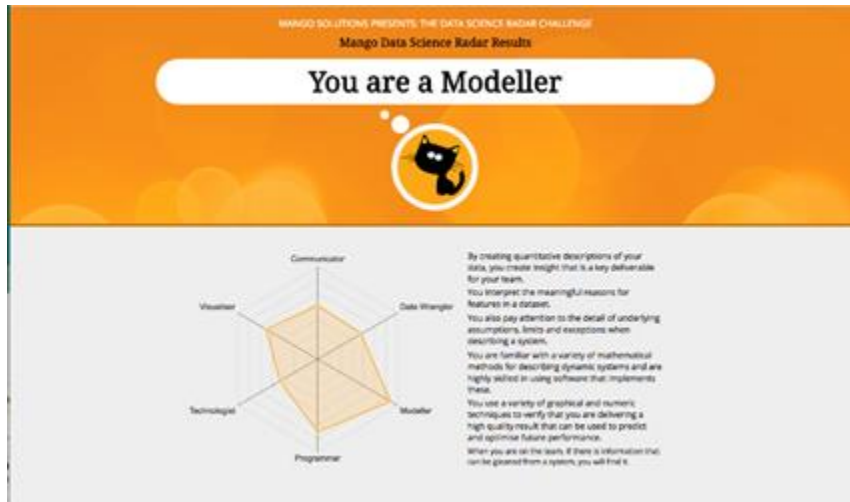 MANGO SOLUTIONS PRESENTS: THE DATA SCIENCE RADAR CHALLENGE
Mango Data Science Radar Results
You are a Modeller
Communicator
Visualiser
Data Wrangler
Technologist
Modeller
Programmer
By creating quantitative descriptions of your
data, you create insight that is a key deliverable
for your team.
You interpret the meaningful reasons for
features in a dataset.
You also pay attention to the detail of underlying
assumptions, limits and exceptions when
describing a system.
You are familiar with a variety of mathematical
methods for describing dynamic systems and are
highly skilled in using software that implements
these.
You use a variety of graphical and numeric
techniques to verify that you are delivering a
high quality result that can be used to predict
and optimise future performance.
When you are on the team, if there is information that
can be gleaned from a system, you will find it.